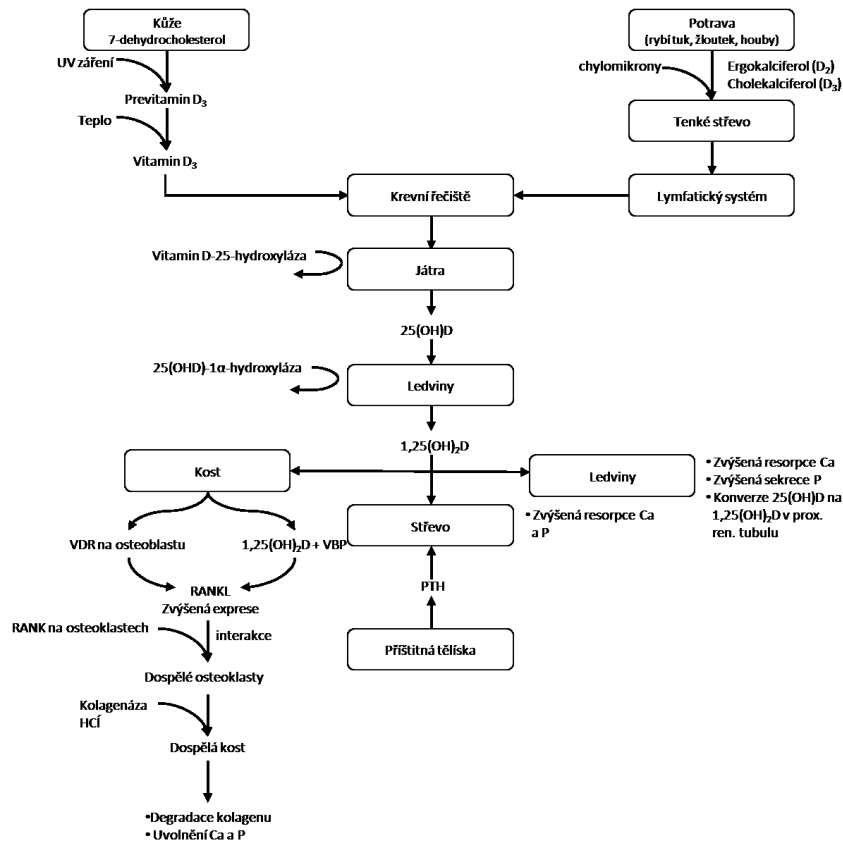 Kůže
7-dehydrocholesterol
UV záření
Previtamin D₃
Teplo
Vitamin D₃
Potrava
(rybí tuk, žloutek, houby)
chylomikrony
Ergokalciferol (D₂)
Cholekalciferol (D₃)
Tenké střevo
Lymfatický systém
Krevní řečiště
Vitamin D-25-hydroxyláza
Játra
25(OH)D
25(OHD)-1α-hydroxyláza
Ledviny
1,25(OH)₂D
Kost
Ledviny
• Zvýšená resorpce Ca
• Zvýšená sekrece P
• Konverze 25(OH)D na
1,25(OH)₂D v prox.
ren. tubulu
Střevo
• Zvýšená resorpce Ca
a P
VDR na osteoblastu
1,25(OH)₂D + VBP
PTH
RANKL
Zvýšená exprese
RANK na osteoklastech
interakce
Příštitná tělíska
Dospělé osteoklasty
Kolagenáza
HCÍ
Dospělá kost
•Degradace kolagenu
• Uvolnění Ca a P